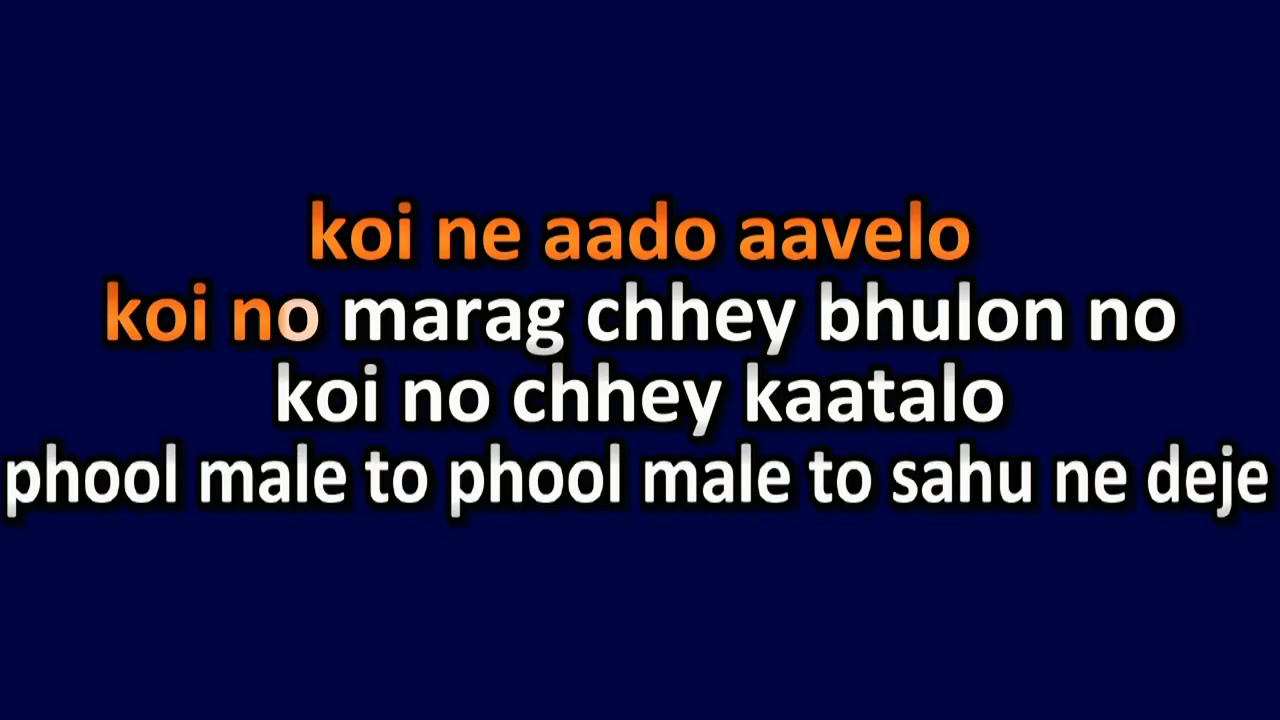 koi ne aado aavelo
koi no marag chhey bhulon no
koi no chhey kaatalo
phool male to phool male to sahu ne deje